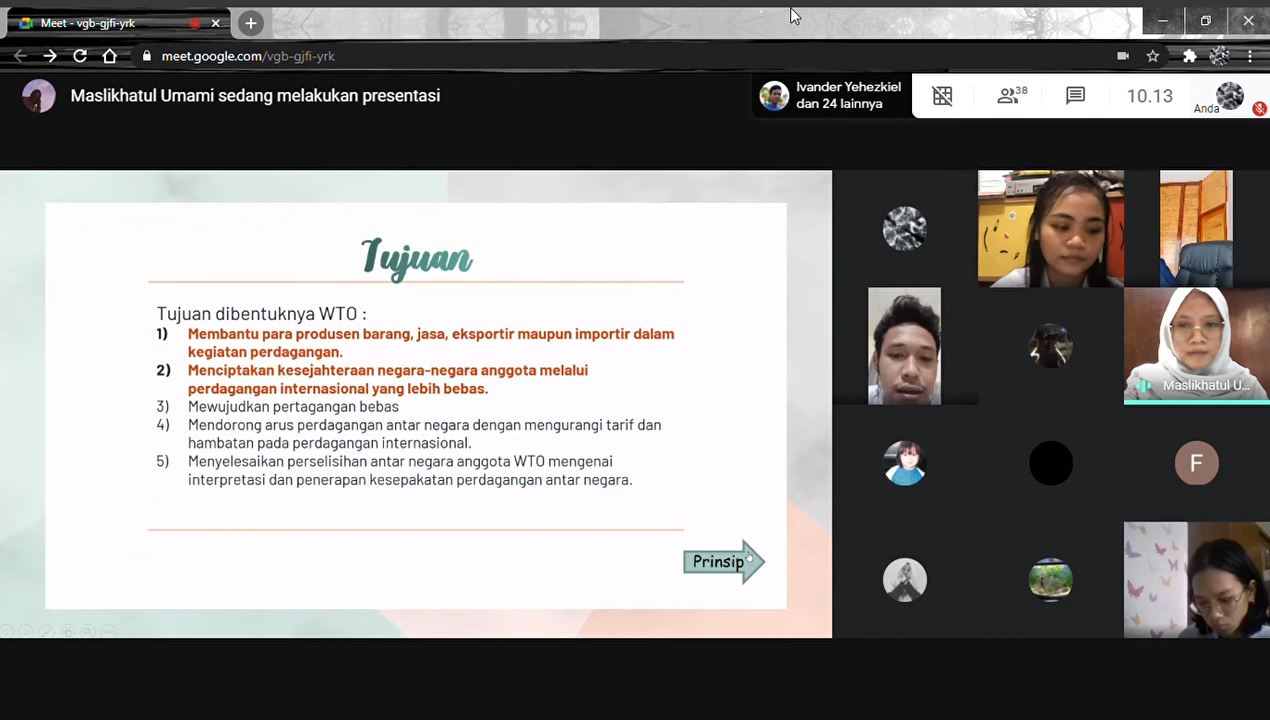 Meet - vgb-gjfi-yrk
meet.google.com/vgb-gjfi-yrk
Maslikhatul Umami sedang melakukan presentasi
Ivander Yehezkiel
dan 24 lainnya
38
10.13
Anda
Tujuan
Tujuan dibentuknya WTO :
1) Membantu para produsen barang, jasa, eksportir maupun importir dalam
kegiatan perdagangan.
2) Menciptakan kesejahteraan negara-negara anggota melalui
perdagangan internasional yang lebih bebas.
3) Mewujudkan pertagangan bebas
4) Mendorong arus perdagangan antar negara dengan mengurangi tarif dan
hambatan pada perdagangan internasional.
5) Menyelesaikan perselisihan antar negara anggota WTO mengenai
interpretasi dan penerapan kesepakatan perdagangan antar negara.
Prinsip
Maslikhatul U...
F